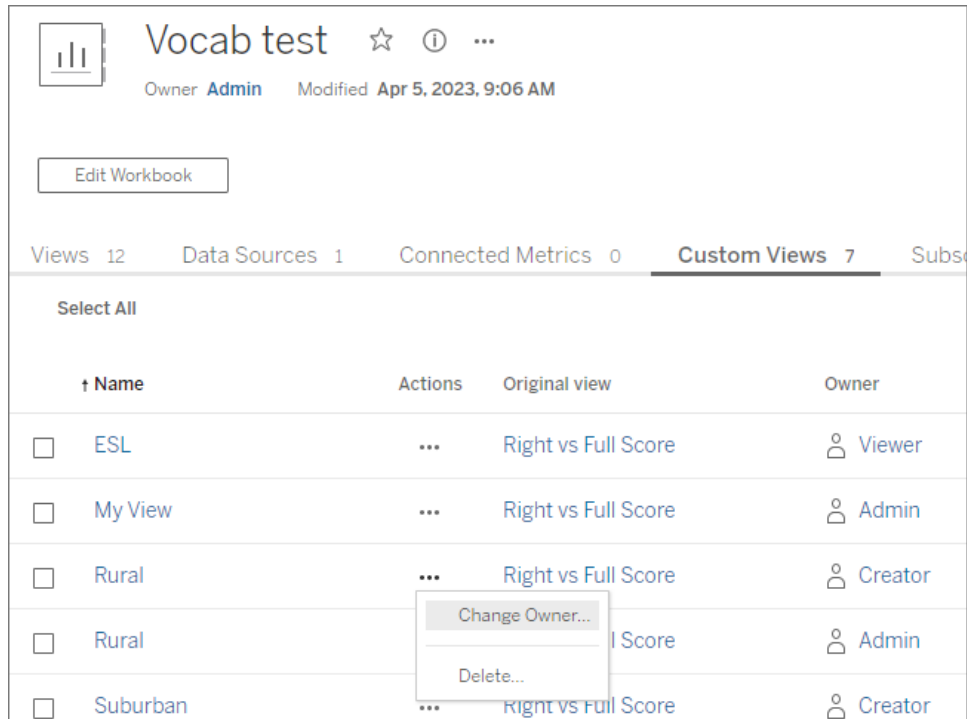 Vocab test
Owner Admin Modified Apr 5, 2023, 9:06 AM
Edit Workbook
Views 12 Data Sources 1 Connected Metrics 0 Custom Views 7 Subsc
Select All
↑ Name Actions Original view Owner
ESL ... Right vs Full Score Viewer
My View ... Right vs Full Score Admin
Rural ... Right vs Full Score Creator
Change Owner...
Rural l Score Admin
Delete...
Suburban ... Right vs Full Score Creator